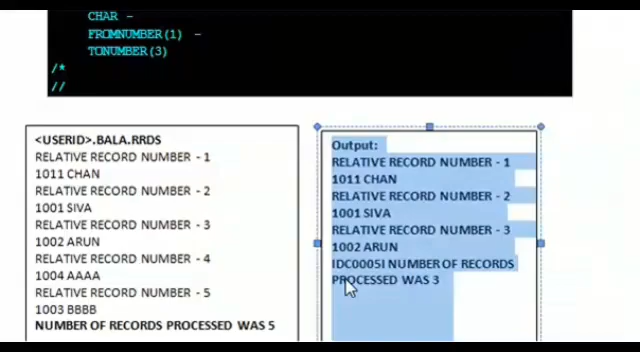 CHAR -
FROMNUMBER(1) -
TONUMBER(3)
/*
//
<USERID>.BALA.RRDS
RELATIVE RECORD NUMBER - 1
1011 CHAN
RELATIVE RECORD NUMBER - 2
1001 SIVA
RELATIVE RECORD NUMBER - 3
1002 ARUN
RELATIVE RECORD NUMBER - 4
1004 AAAA
RELATIVE RECORD NUMBER - 5
1003 BBBB
NUMBER OF RECORDS PROCESSED WAS 5
Output:
RELATIVE RECORD NUMBER - 1
1011 CHAN
RELATIVE RECORD NUMBER - 2
1001 SIVA
RELATIVE RECORD NUMBER - 3
1002 ARUN
IDC0005I NUMBER OF RECORDS
PROCESSED WAS 3